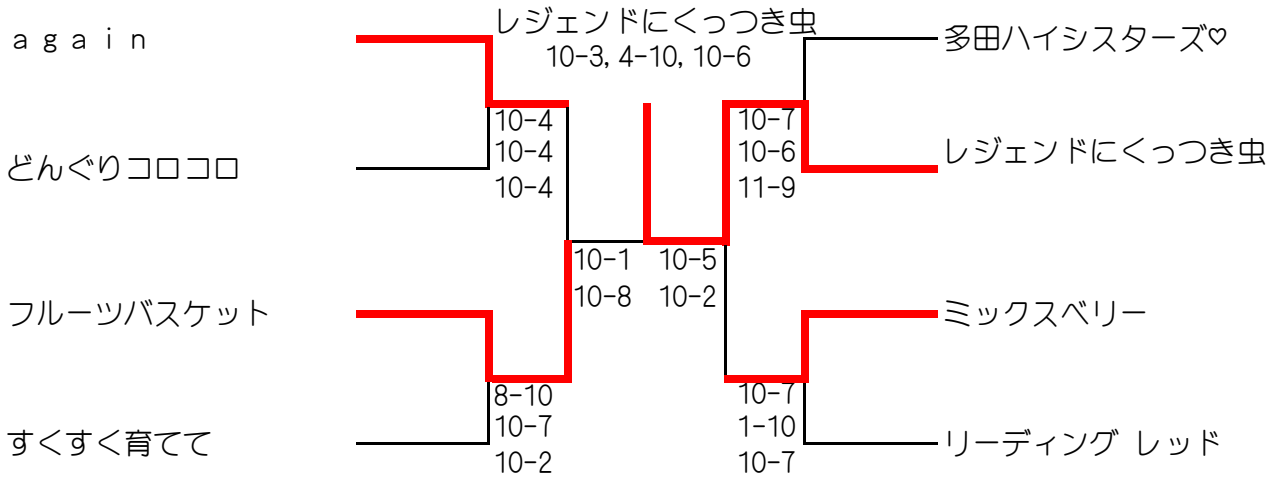 レジェンドにくっつき虫
10-3, 4-10, 10-6
ａｇａｉｎ
多田ハイシスターズ♡
10-4
10-4
10-4
10-7
10-6
11-9
どんぐりコロコロ
レジェンドにくっつき虫
10-1
10-8
10-5
10-2
フルーツバスケット
ミックスベリー
8-10
10-7
10-2
10-7
1-10
10-7
すくすく育てて
リーディング レッド